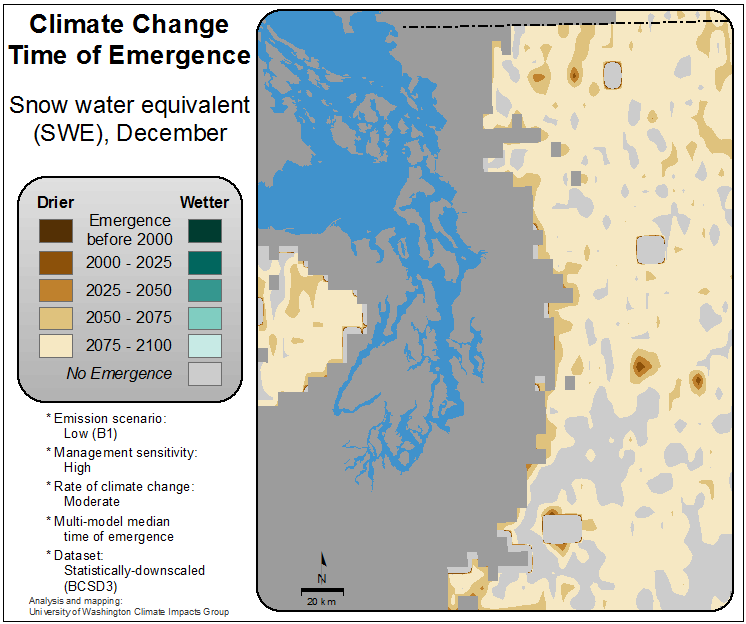 Climate Change
Time of Emergence
Snow water equivalent
(SWE), December
Drier Wetter
Emergence
before 2000
2000 - 2025
2025 - 2050
2050 - 2075
2075 - 2100
No Emergence
* Emission scenario:
Low (B1)
* Management sensitivity:
High
* Rate of climate change:
Moderate
* Multi-model median
time of emergence
* Dataset:
Statistically-downscaled
(BCSD3)
Analysis and mapping:
University of Washington Climate Impacts Group
N
20 km